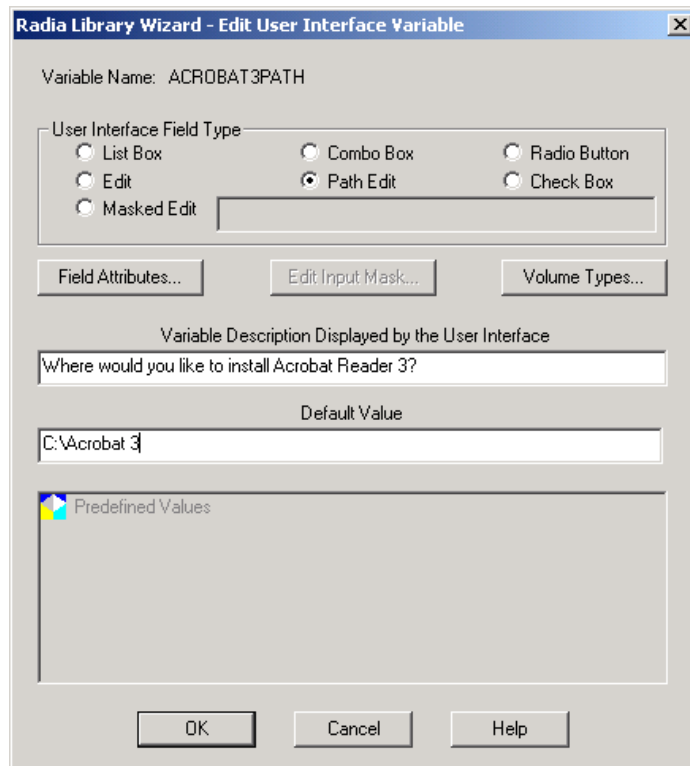 Radia Library Wizard - Edit User Interface Variable
Variable Name: ACROBAT3PATH
User Interface Field Type
List Box Combo Box Radio Button
Edit Path Edit Check Box
Masked Edit
Field Attributes... Edit Input Mask... Volume Types...
Variable Description Displayed by the User Interface
Where would you like to install Acrobat Reader 3?
Default Value
C:\Acrobat 3
Predefined Values
OK Cancel Help